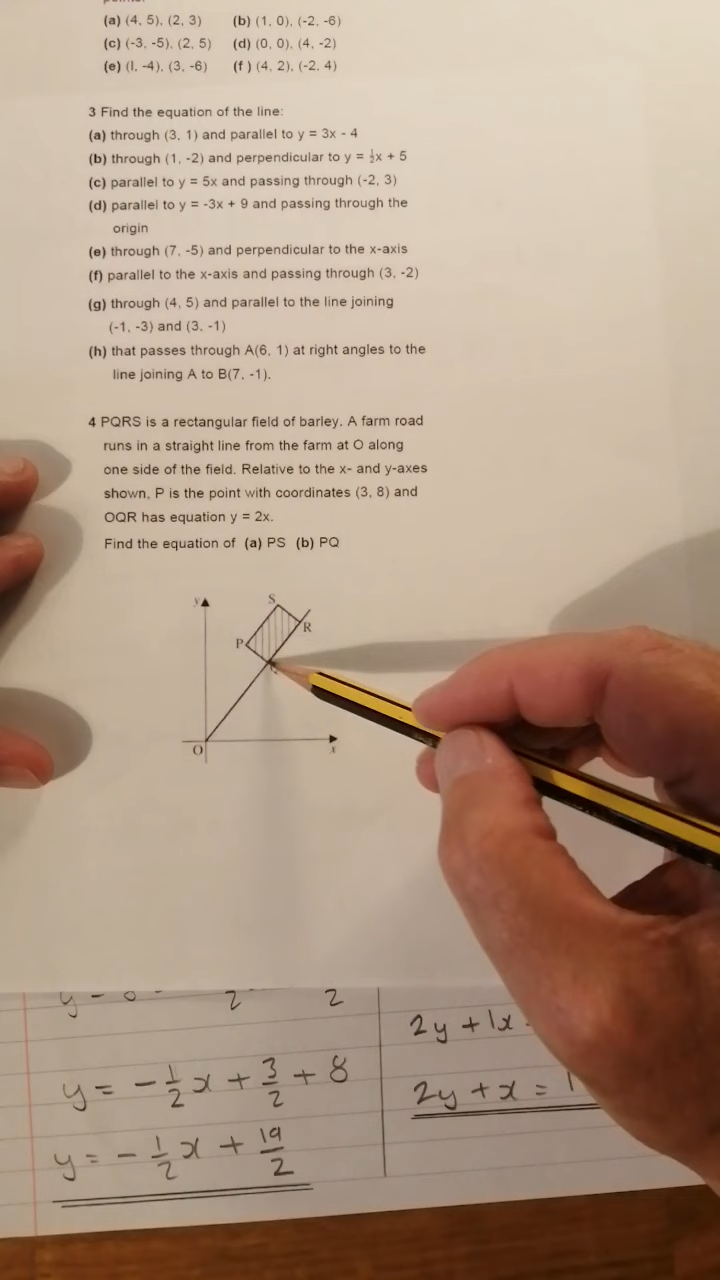 (a) (4, 5), (2, 3) (b) (1, 0), (-2, -6)
(c) (-3, -5), (2, 5) (d) (0, 0), (4, -2)
(e) (1, -4), (3, -6) (f) (4, 2), (-2, 4)
3 Find the equation of the line:
(a) through (3, 1) and parallel to y = 3x - 4
(b) through (1, -2) and perpendicular to y = ½x + 5
(c) parallel to y = 5x and passing through (-2, 3)
(d) parallel to y = -3x + 9 and passing through the
origin
(e) through (7, -5) and perpendicular to the x-axis
(f) parallel to the x-axis and passing through (3, -2)
(g) through (4, 5) and parallel to the line joining
(-1, -3) and (3, -1)
(h) that passes through A(6, 1) at right angles to the
line joining A to B(7, -1).
4 PQRS is a rectangular field of barley. A farm road
runs in a straight line from the farm at O along
one side of the field. Relative to the x- and y-axes
shown, P is the point with coordinates (3, 8) and
OQR has equation y = 2x.
Find the equation of (a) PS (b) PQ
y
S
R
P
O
x
2 2
2y + 1x
y = -½x + 3/2 + 8
2y + x = 1
y = -½x + 19/2